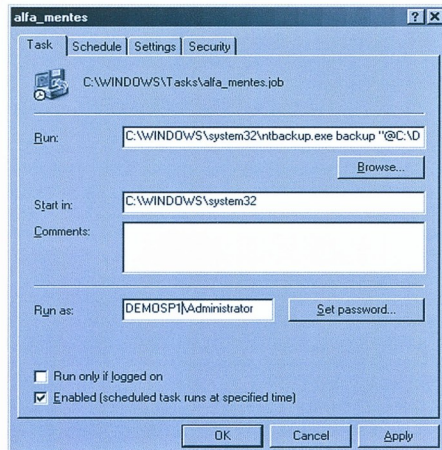 alfa_mentes
Task Schedule Settings Security
C:\WINDOWS\Tasks\alfa_mentes.job
Run: C:\WINDOWS\system32\ntbackup.exe backup "@C:\D
Browse...
Start in: C:\WINDOWS\system32
Comments:
Run as: DEMOSP1\Administrator Set password...
Run only if logged on
Enabled (scheduled task runs at specified time)
OK Cancel Apply